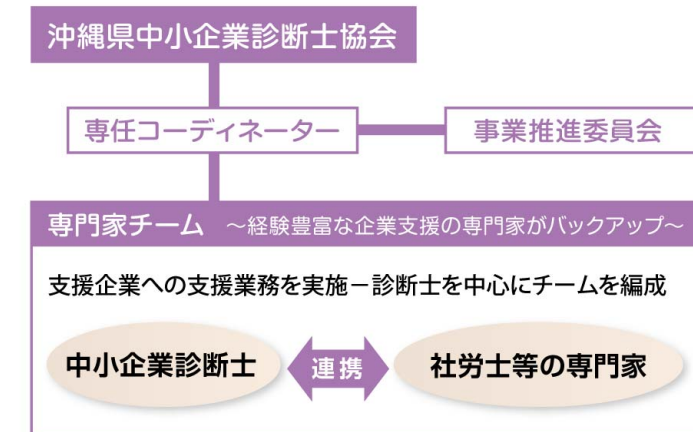 沖縄県中小企業診断士協会
専任コーディネーター
事業推進委員会
専門家チーム ～経験豊富な企業支援の専門家がバックアップ～
支援企業への支援業務を実施－診断士を中心にチームを編成
中小企業診断士
連携
社労士等の専門家